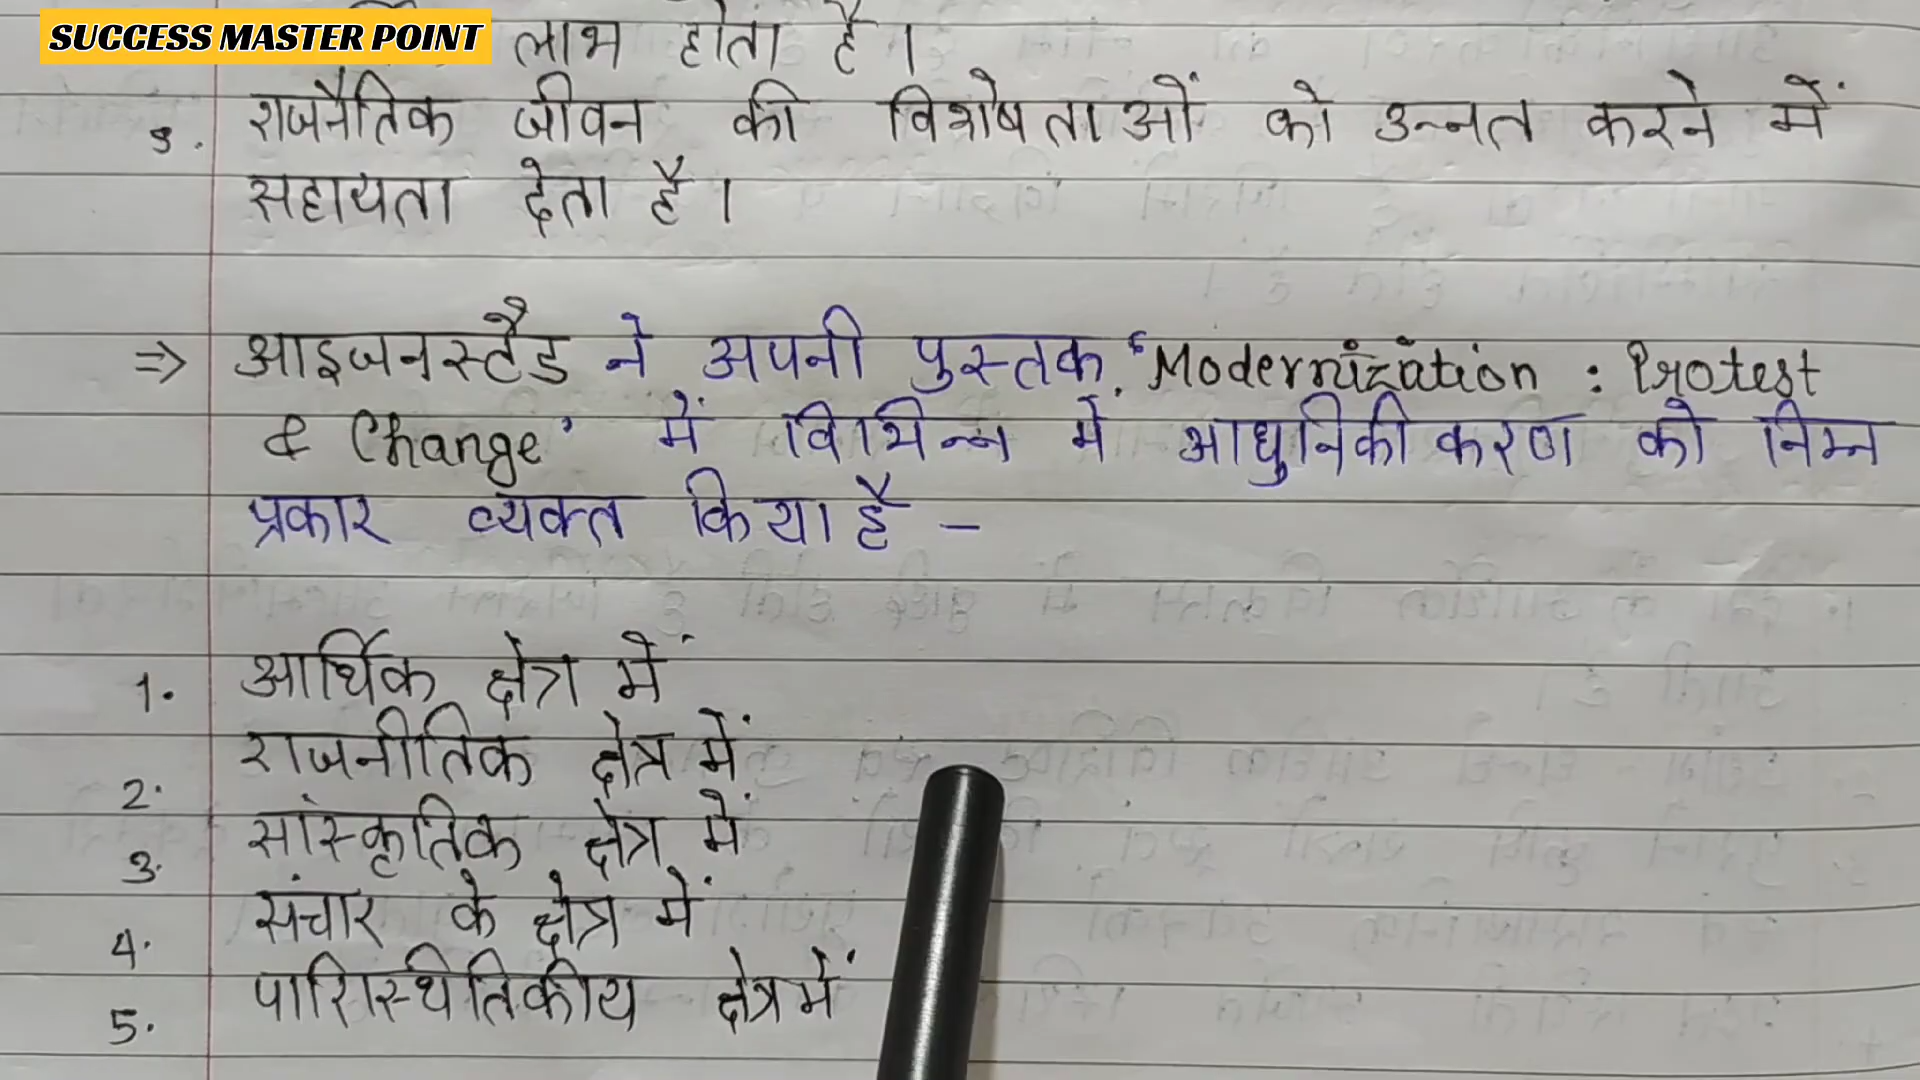 SUCCESS MASTER POINT
लाभ होता है ।
3. राजनैतिक जीवन की विशेषताओं को उन्नत करने में
सहायता देता है ।
⇒ आइजनस्टैड ने अपनी पुस्तक, 'Modernization : Protest
& Change' में विभिन्न मे आधुनिकीकरण को निम्न
प्रकार व्यक्त किया है -
1. आर्थिक क्षेत्र में
2. राजनीतिक क्षेत्र में
3. सांस्कृतिक क्षेत्र में
4. संचार के क्षेत्र में
5. पारिस्थितिकीय क्षेत्र में